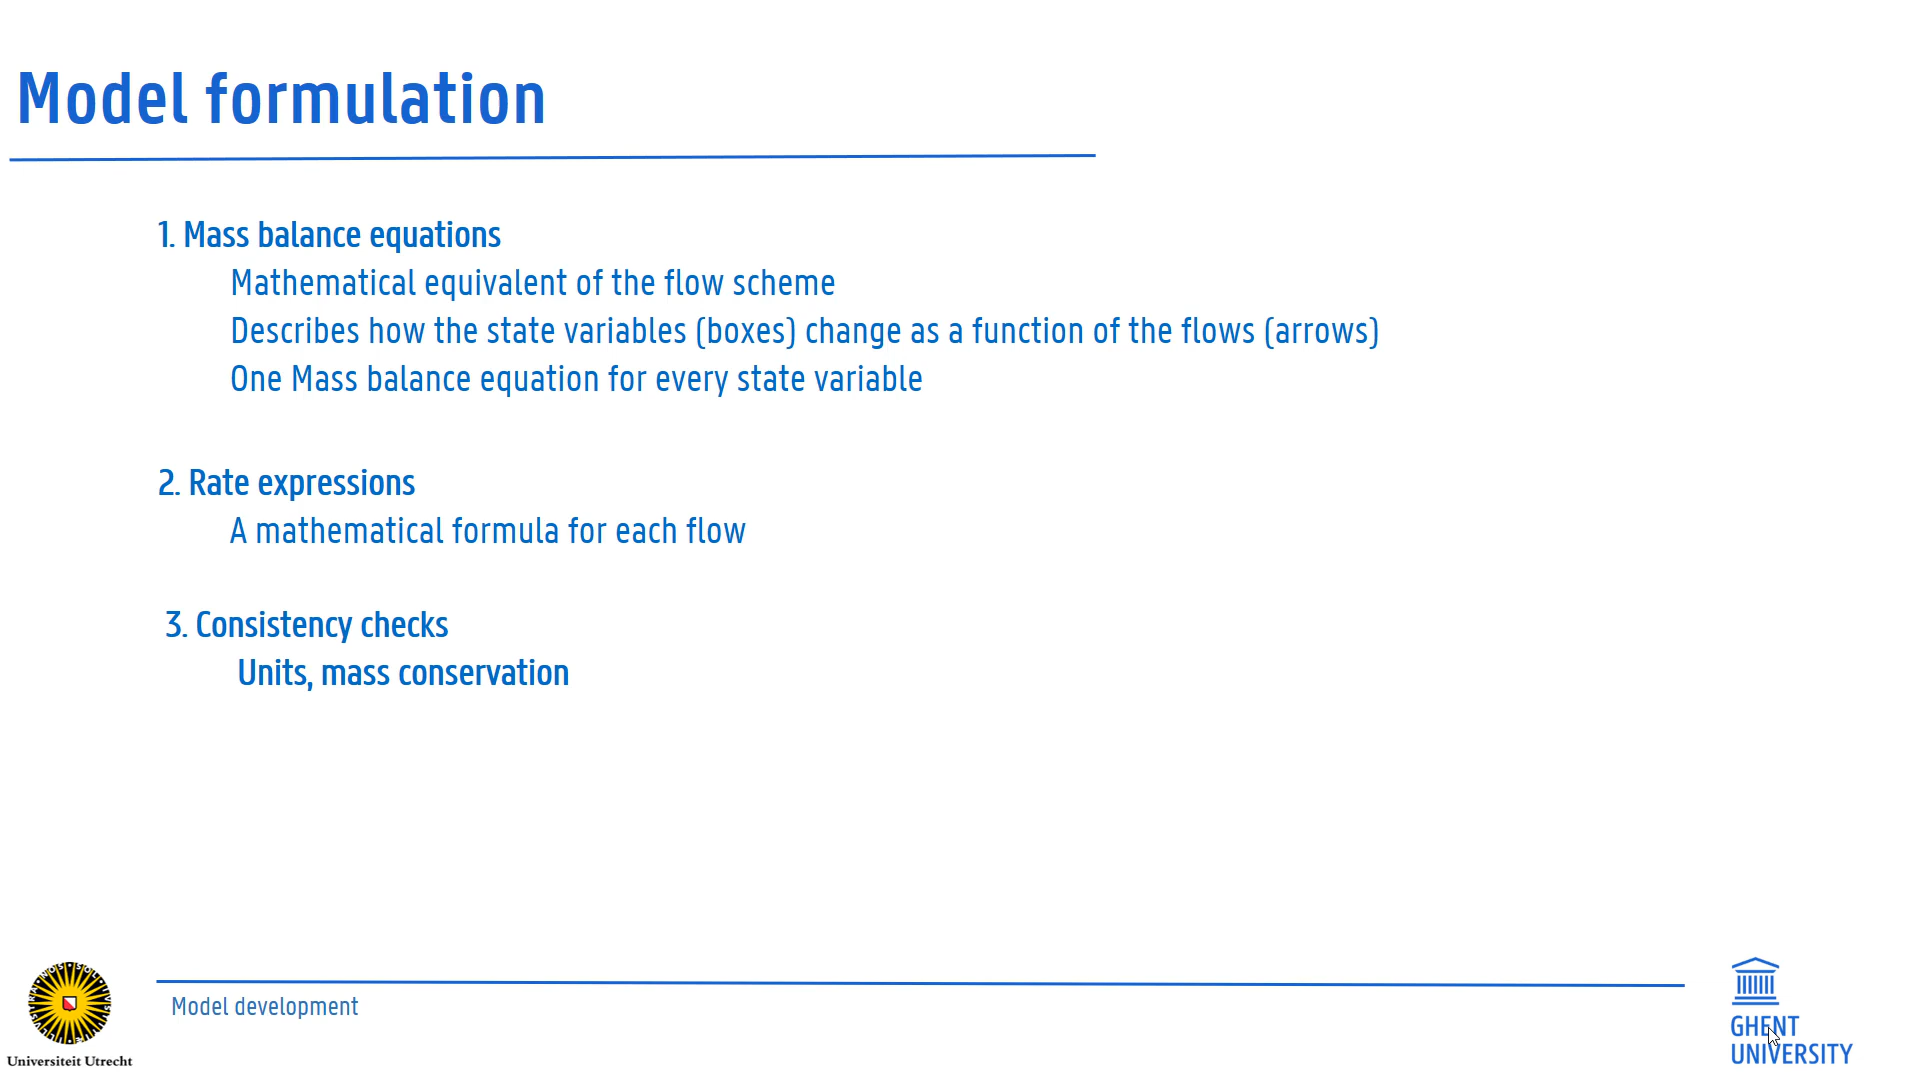 Model formulation
1. Mass balance equations
Mathematical equivalent of the flow scheme
Describes how the state variables (boxes) change as a function of the flows (arrows)
One Mass balance equation for every state variable
2. Rate expressions
A mathematical formula for each flow
3. Consistency checks
Units, mass conservation
Model development
Universiteit Utrecht
GHENT
UNIVERSITY